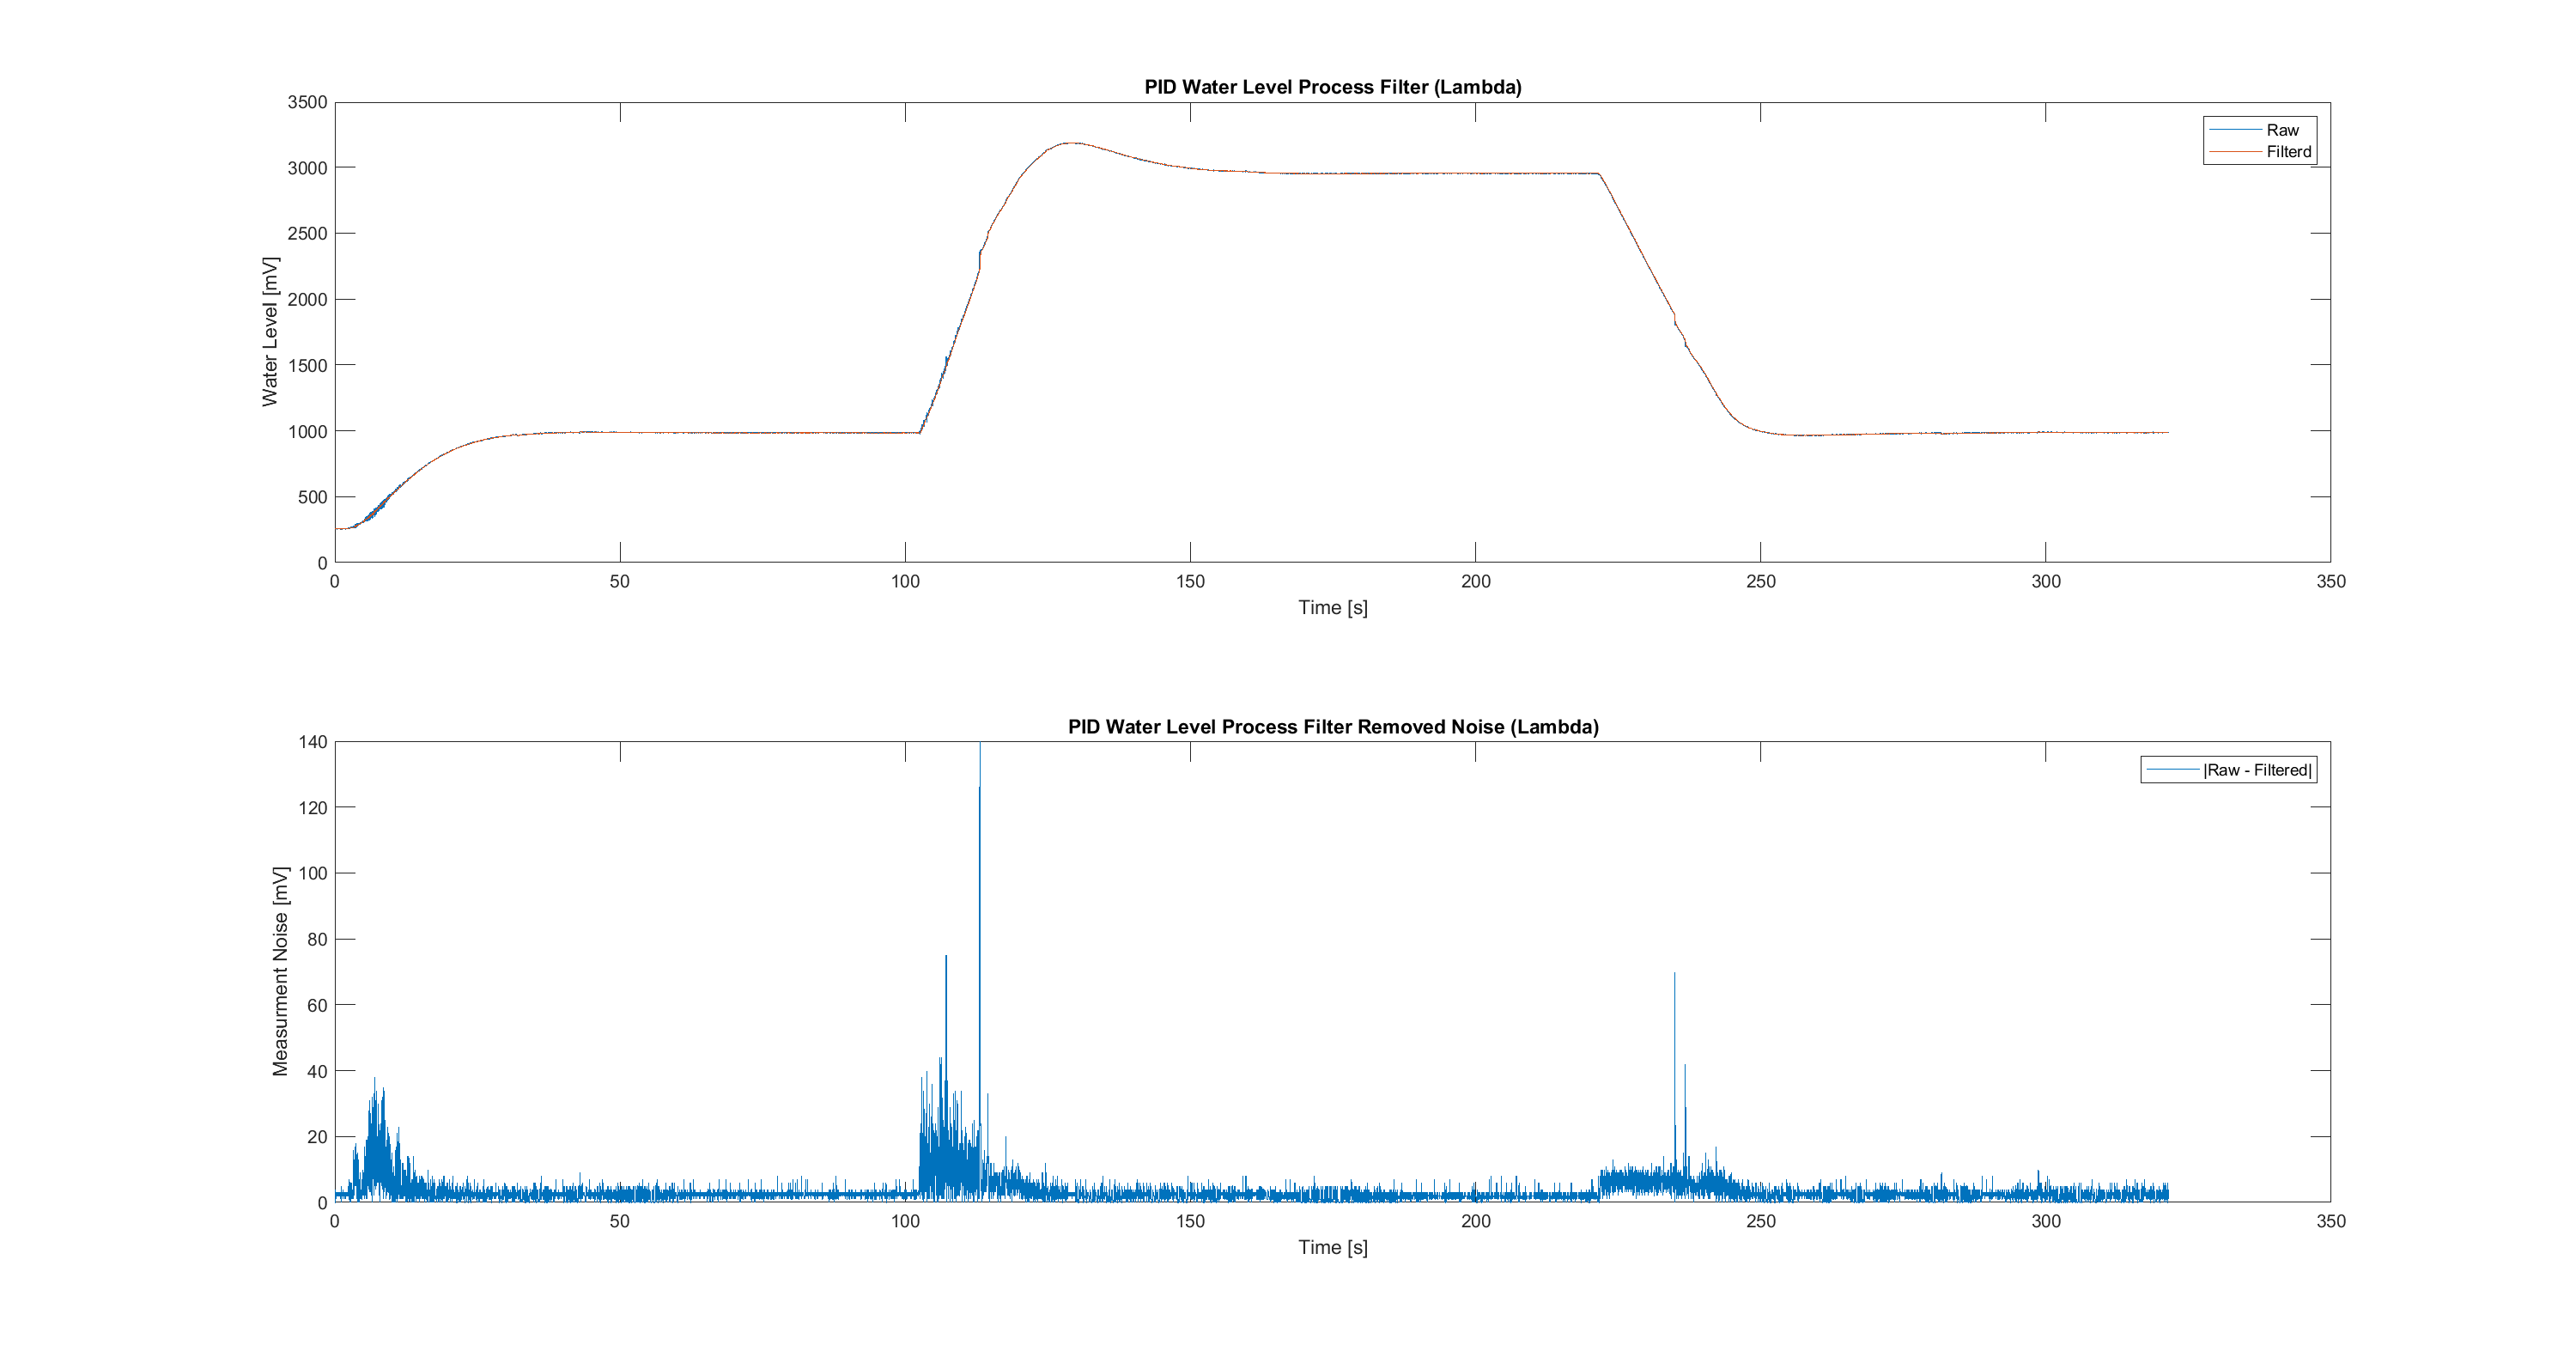 PID Water Level Process Filter (Lambda)
3500
3000
2500
2000
1500
1000
500
0
Water Level [mV]
Raw
Filterd
0 50 100 150 200 250 300 350
Time [s]
PID Water Level Process Filter Removed Noise (Lambda)
140
120
100
80
60
40
20
0
Measurment Noise [mV]
|Raw - Filtered|
0 50 100 150 200 250 300 350
Time [s]